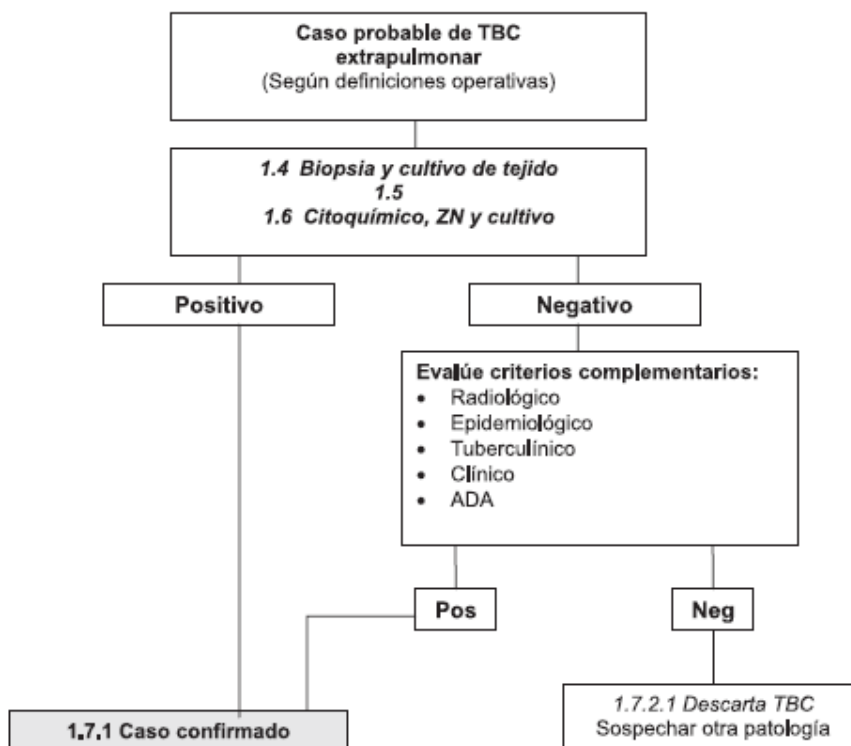 Caso probable de TBC
extrapulmonar
(Según definiciones operativas)
1.4 Biopsia y cultivo de tejido
1.5
1.6 Citoquímico, ZN y cultivo
Positivo
Negativo
Evalúe criterios complementarios:
• Radiológico
• Epidemiológico
• Tuberculínico
• Clínico
• ADA
Pos
Neg
1.7.1 Caso confirmado
1.7.2.1 Descarta TBC
Sospechar otra patología